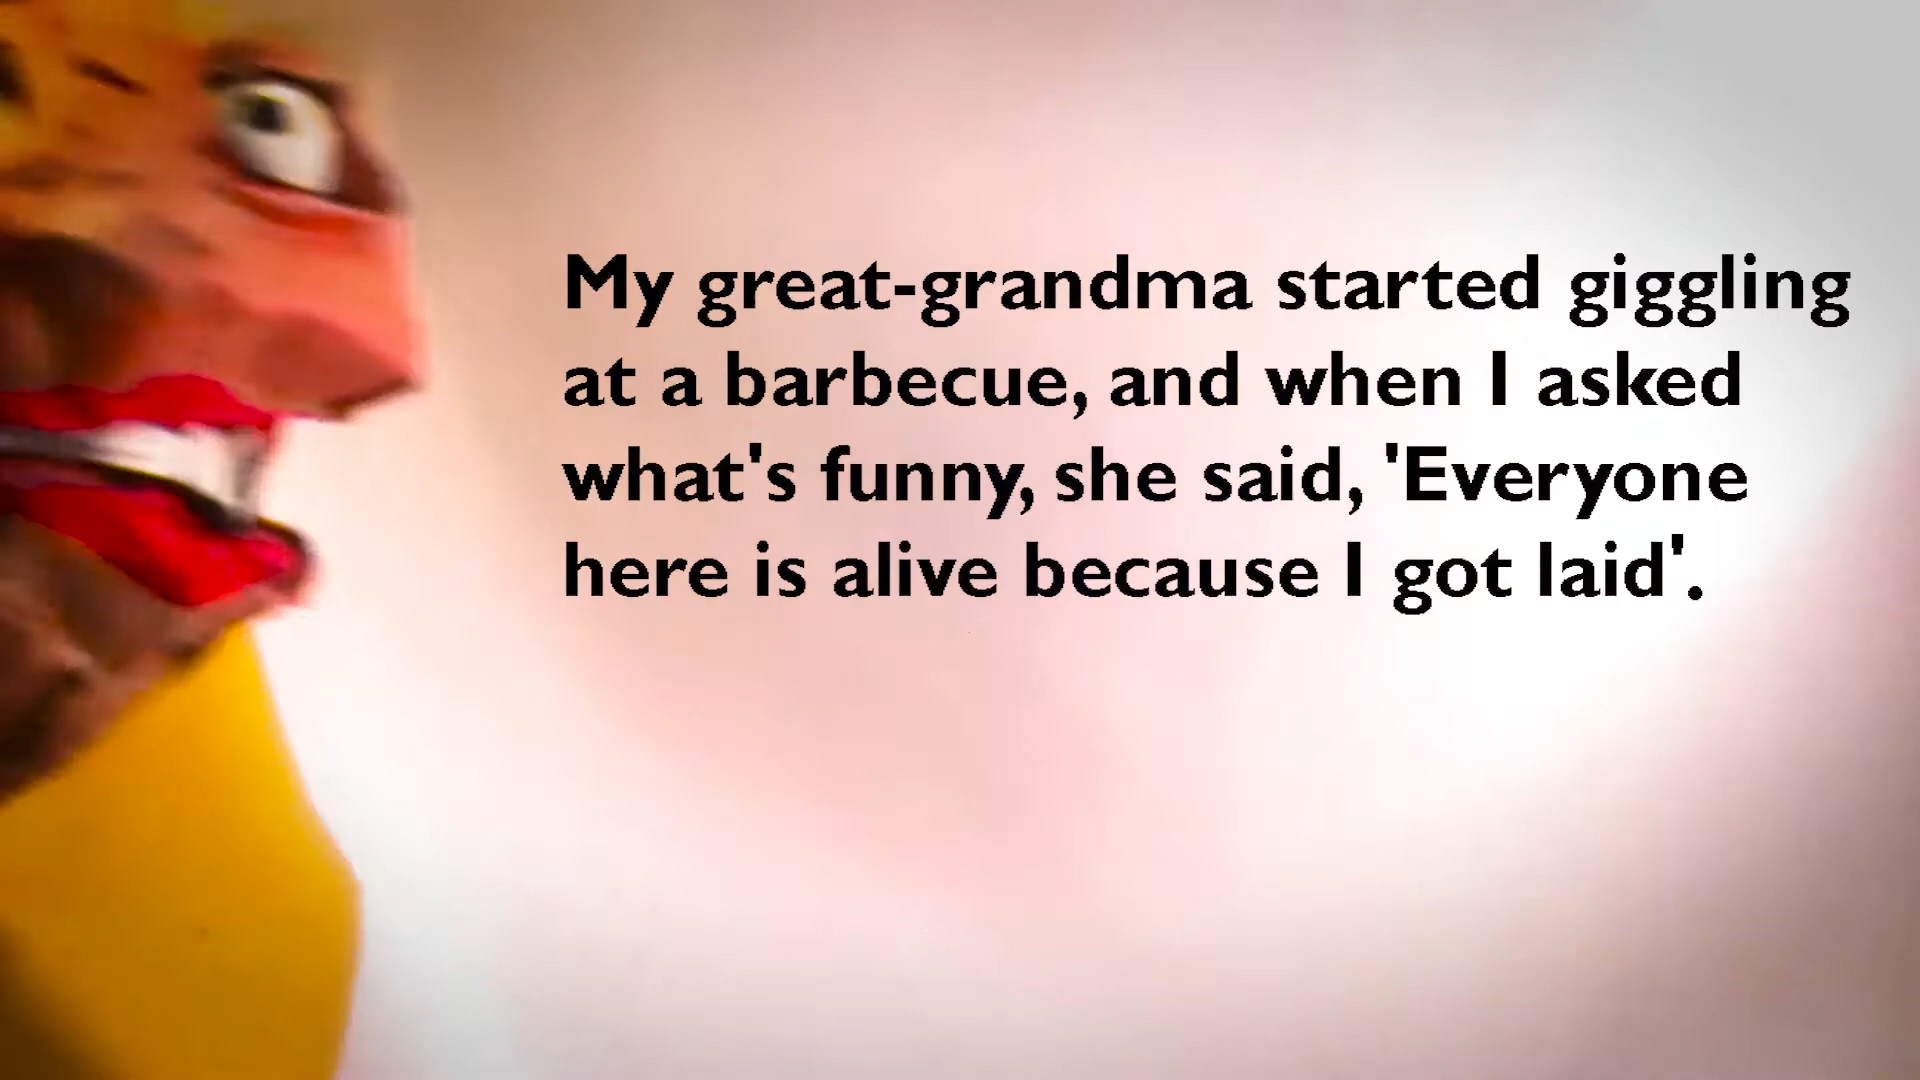 My great-grandma started giggling
at a barbecue, and when I asked
what's funny, she said, 'Everyone
here is alive because I got laid'.